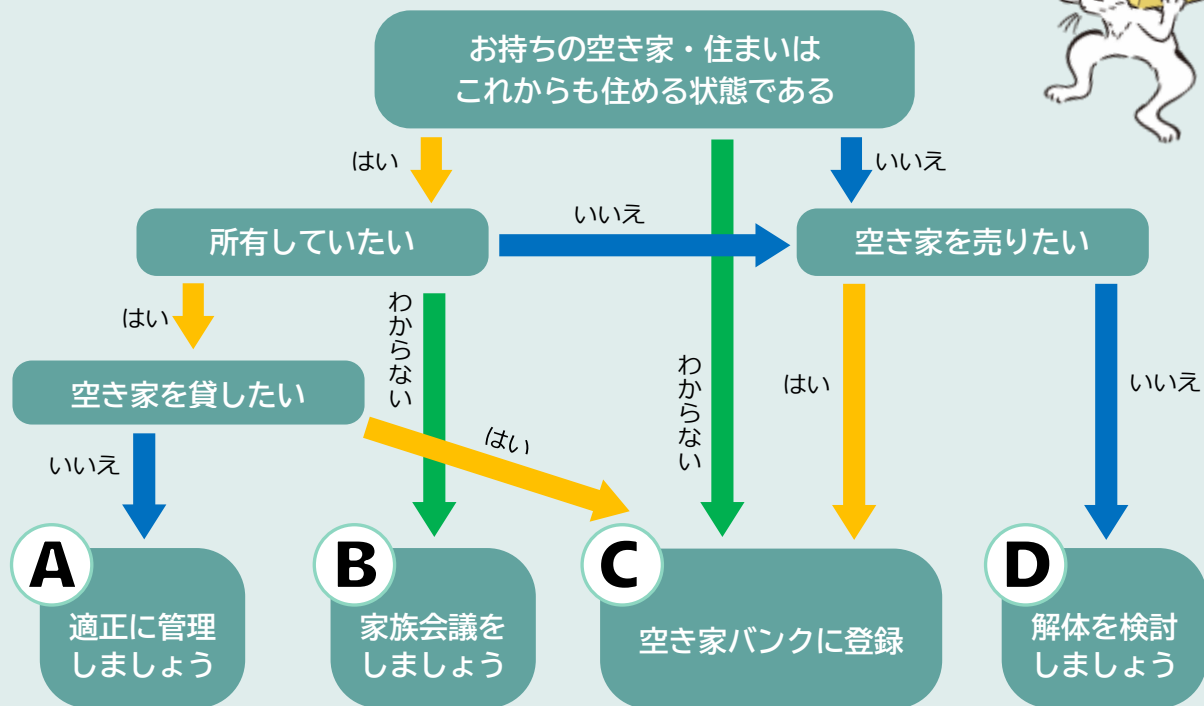 お持ちの空き家・住まいは
これからも住める状態である
はい
わからない
いいえ
所有していたい
いいえ
空き家を売りたい
はい
わからない
はい
いいえ
空き家を貸したい
いいえ
はい
A
適正に管理
しましょう
B
家族会議を
しましょう
C
空き家バンクに登録
D
解体を検討
しましょう